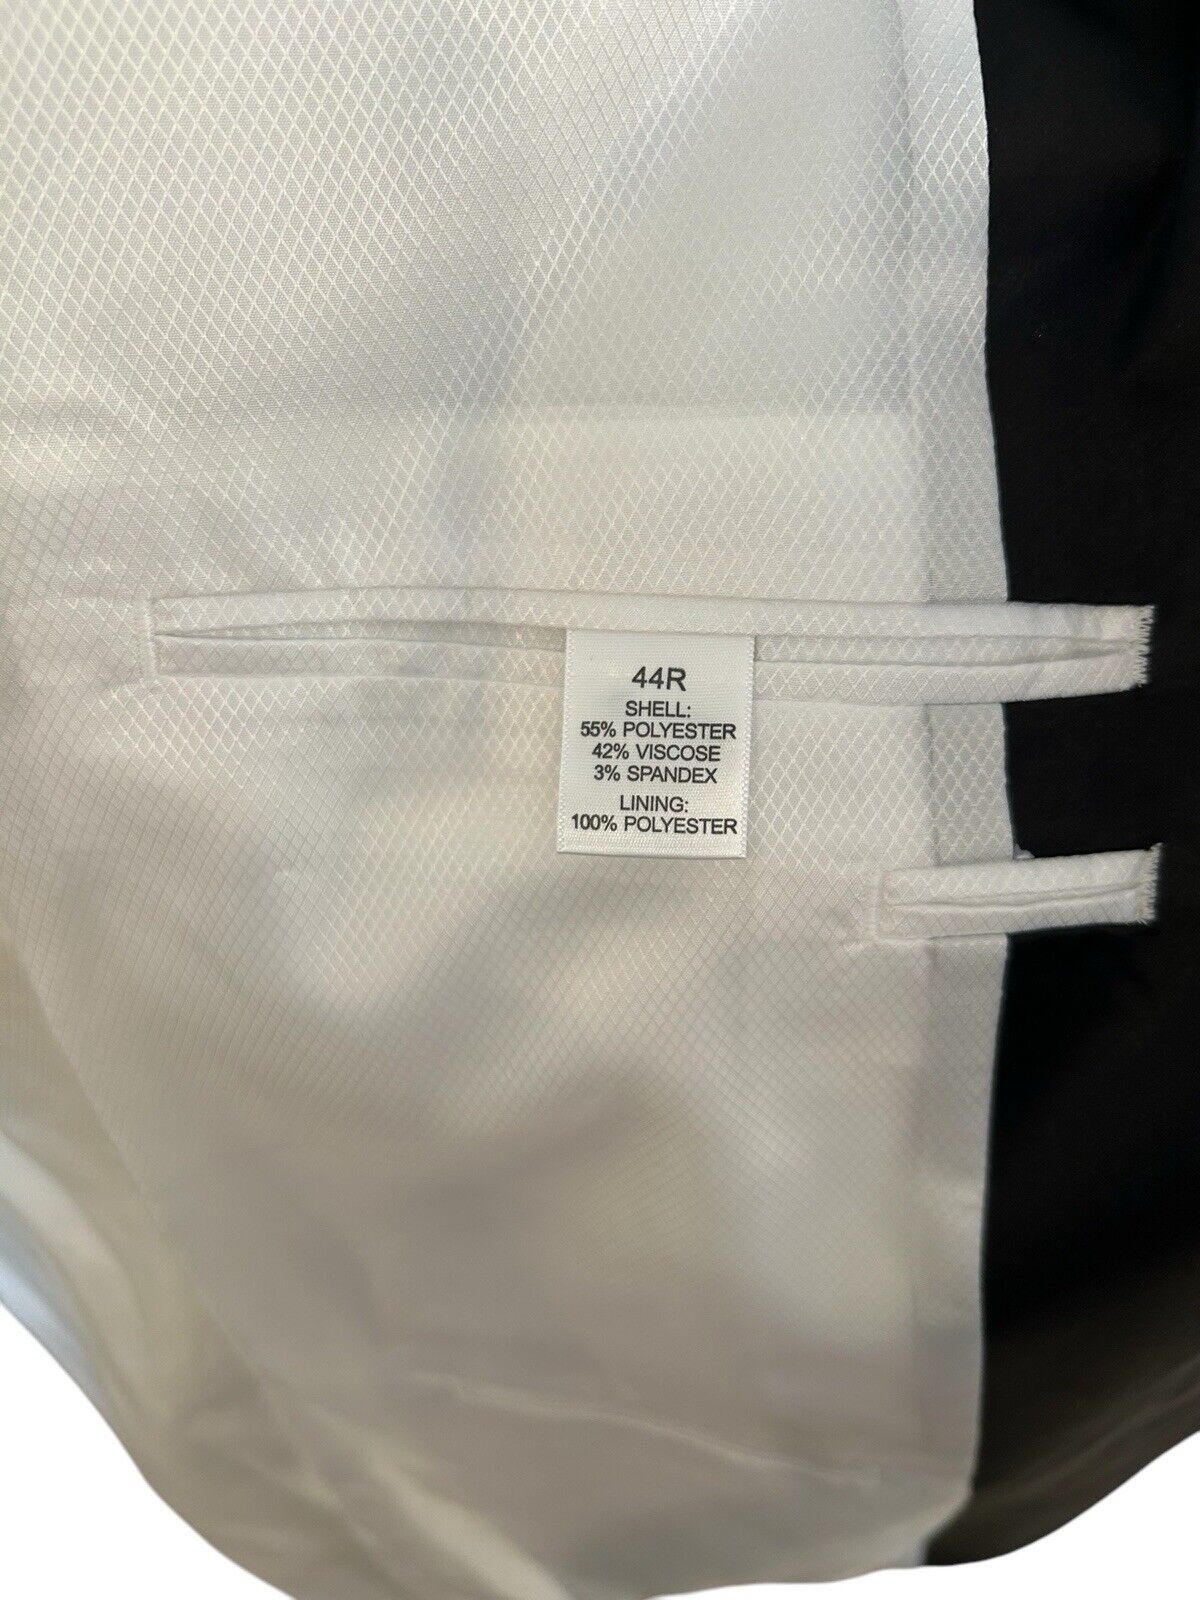 44R
SHELL:
55% POLYESTER
42% VISCOSE
3% SPANDEX
LINING:
100% POLYESTER